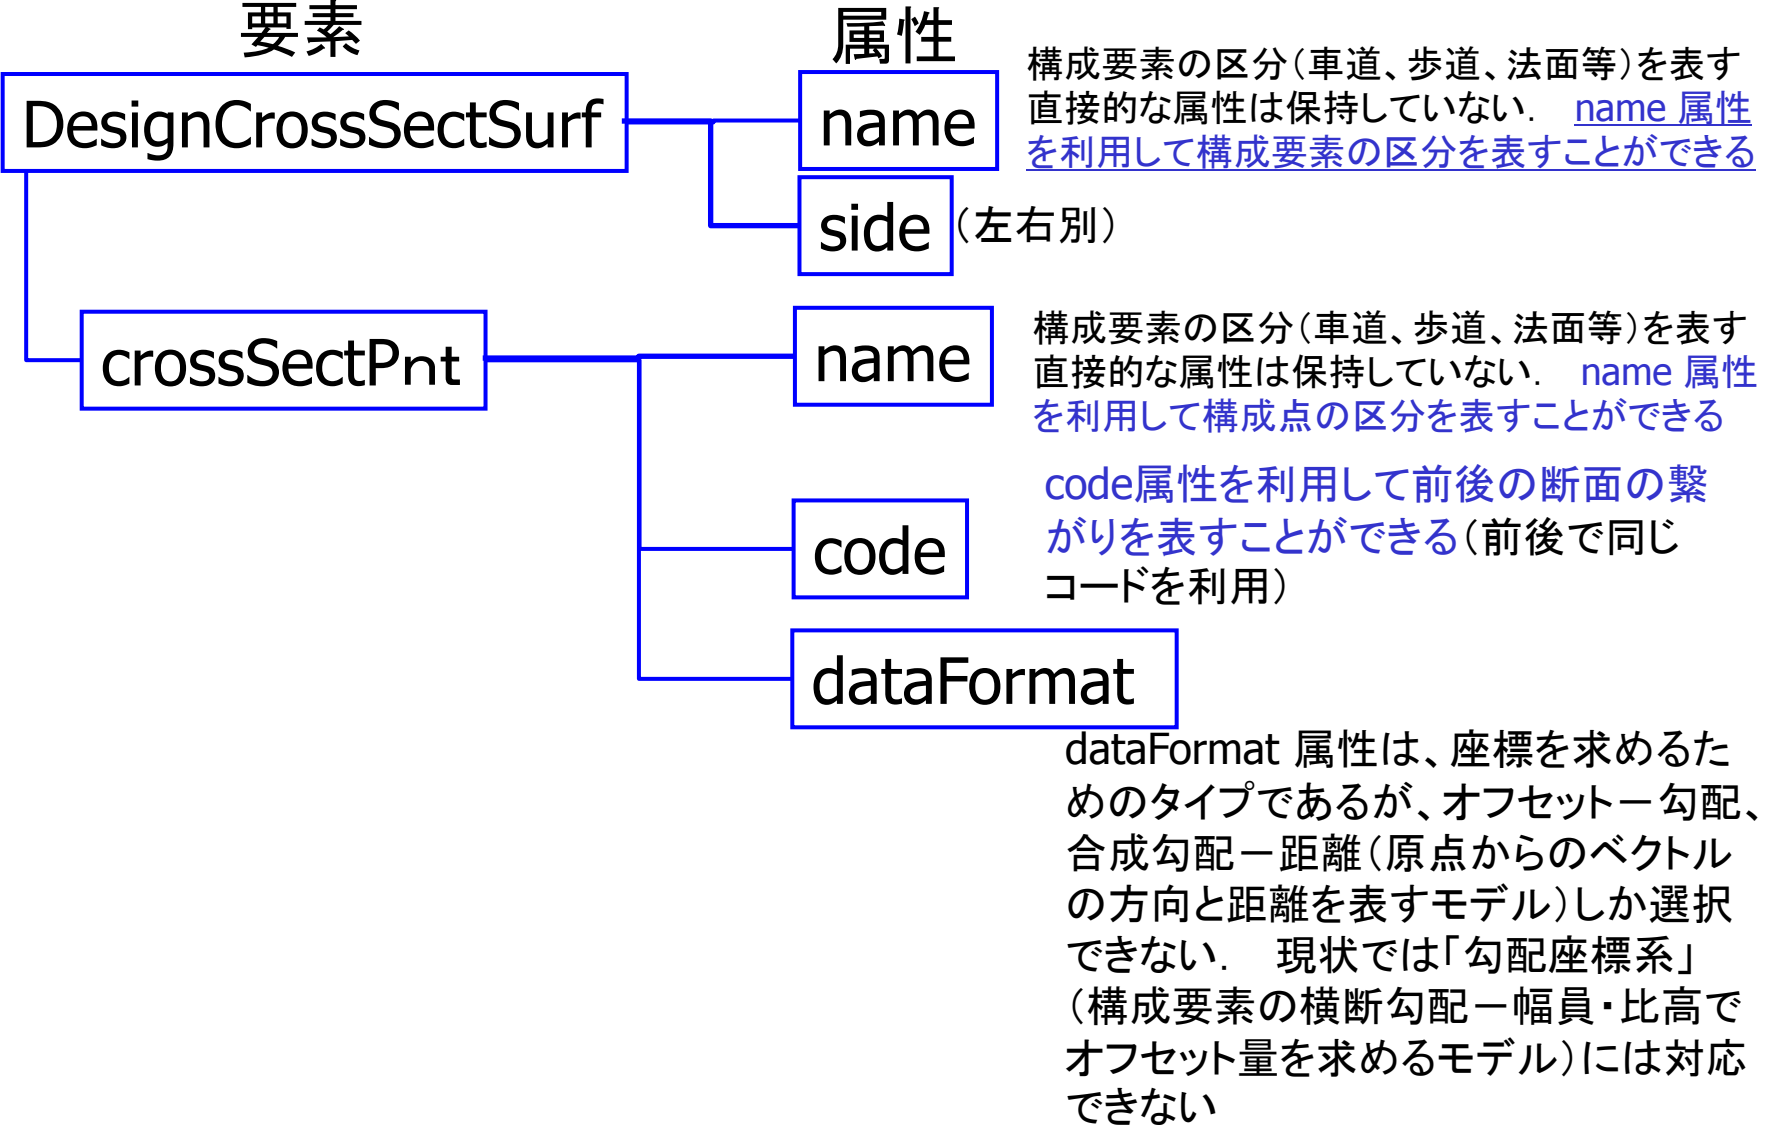 要素
属性
DesignCrossSectSurf
name
構成要素の区分(車道、歩道、法面等)を表す
直接的な属性は保持していない． name 属性
を利用して構成要素の区分を表すことができる
side
(左右別)
crossSectPnt
name
構成要素の区分(車道、歩道、法面等)を表す
直接的な属性は保持していない． name 属性
を利用して構成点の区分を表すことができる
code
code属性を利用して前後の断面の繋
がりを表すことができる(前後で同じ
コードを利用)
dataFormat
dataFormat 属性は、座標を求めるた
めのタイプであるが、オフセット－勾配、
合成勾配－距離(原点からのベクトル
の方向と距離を表すモデル)しか選択
できない． 現状では「勾配座標系」
(構成要素の横断勾配－幅員・比高で
オフセット量を求めるモデル)には対応
できない